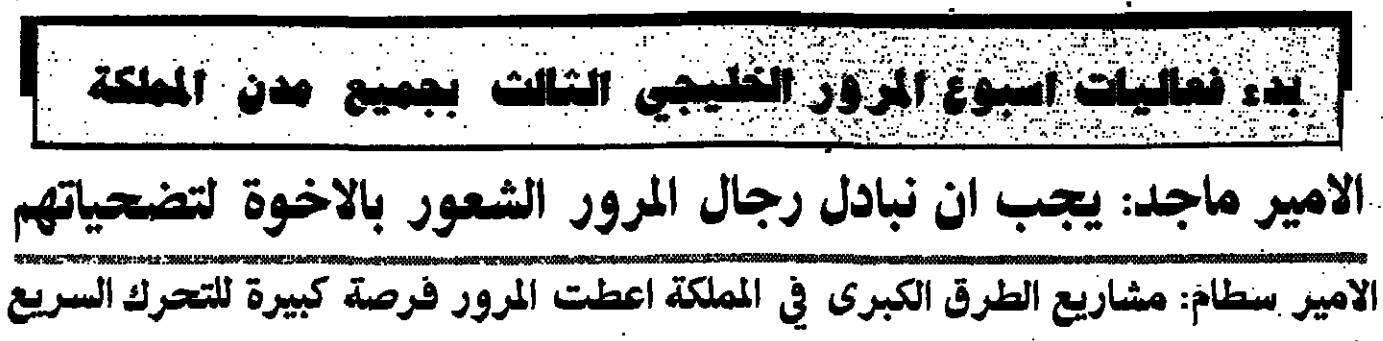 بدء فعاليات اسبوع المرور الخليجي الثالث بجميع مدن المملكة
الامير ماجد: يجب ان نبادل رجال المرور الشعور بالاخوة لتضحياتهم
الامير سطام: مشاريع الطرق الكبرى في المملكة اعطت المرور فرصة كبيرة للتحرك السريع